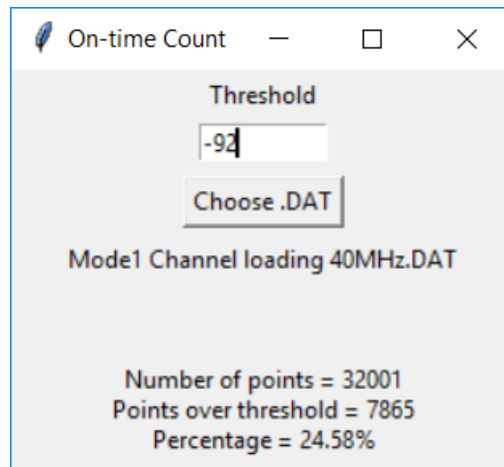 On-time Count
Threshold
-92
Choose .DAT
Mode1 Channel loading 40MHz.DAT
Number of points = 32001
Points over threshold = 7865
Percentage = 24.58%